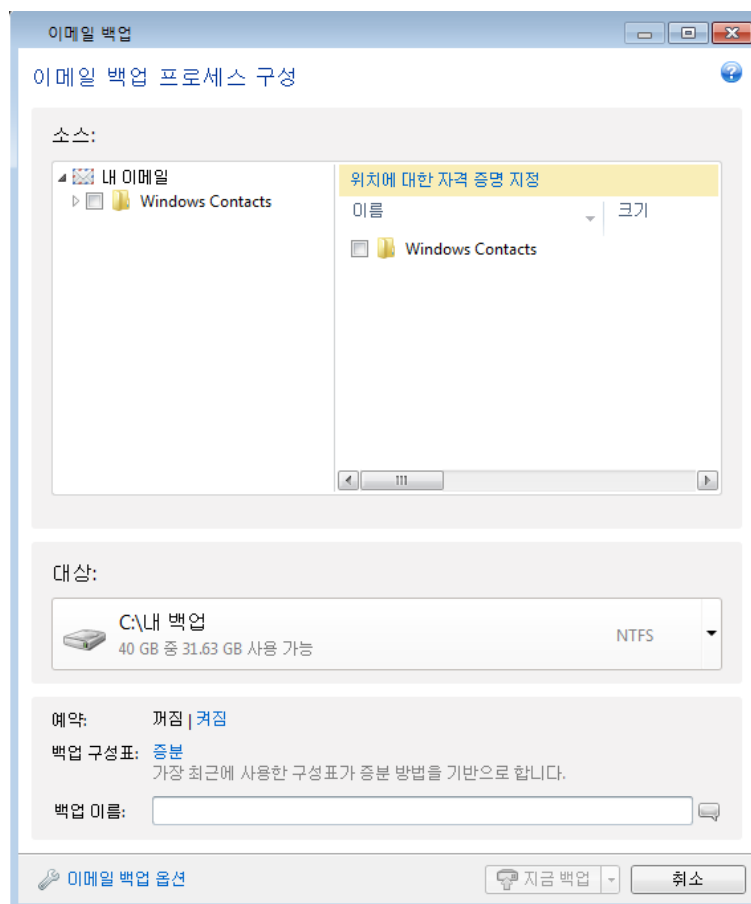 이메일 백업
이메일 백업 프로세스 구성
소스:
내 이메일
Windows Contacts
위치에 대한 자격 증명 지정
이름 크기
Windows Contacts
대상:
C:\내 백업
40 GB 중 31.63 GB 사용 가능
NTFS
예약: 꺼짐 | 켜짐
백업 구성표: 증분
가장 최근에 사용한 구성표가 증분 방법을 기반으로 합니다.
백업 이름:
이메일 백업 옵션
지금 백업
취소